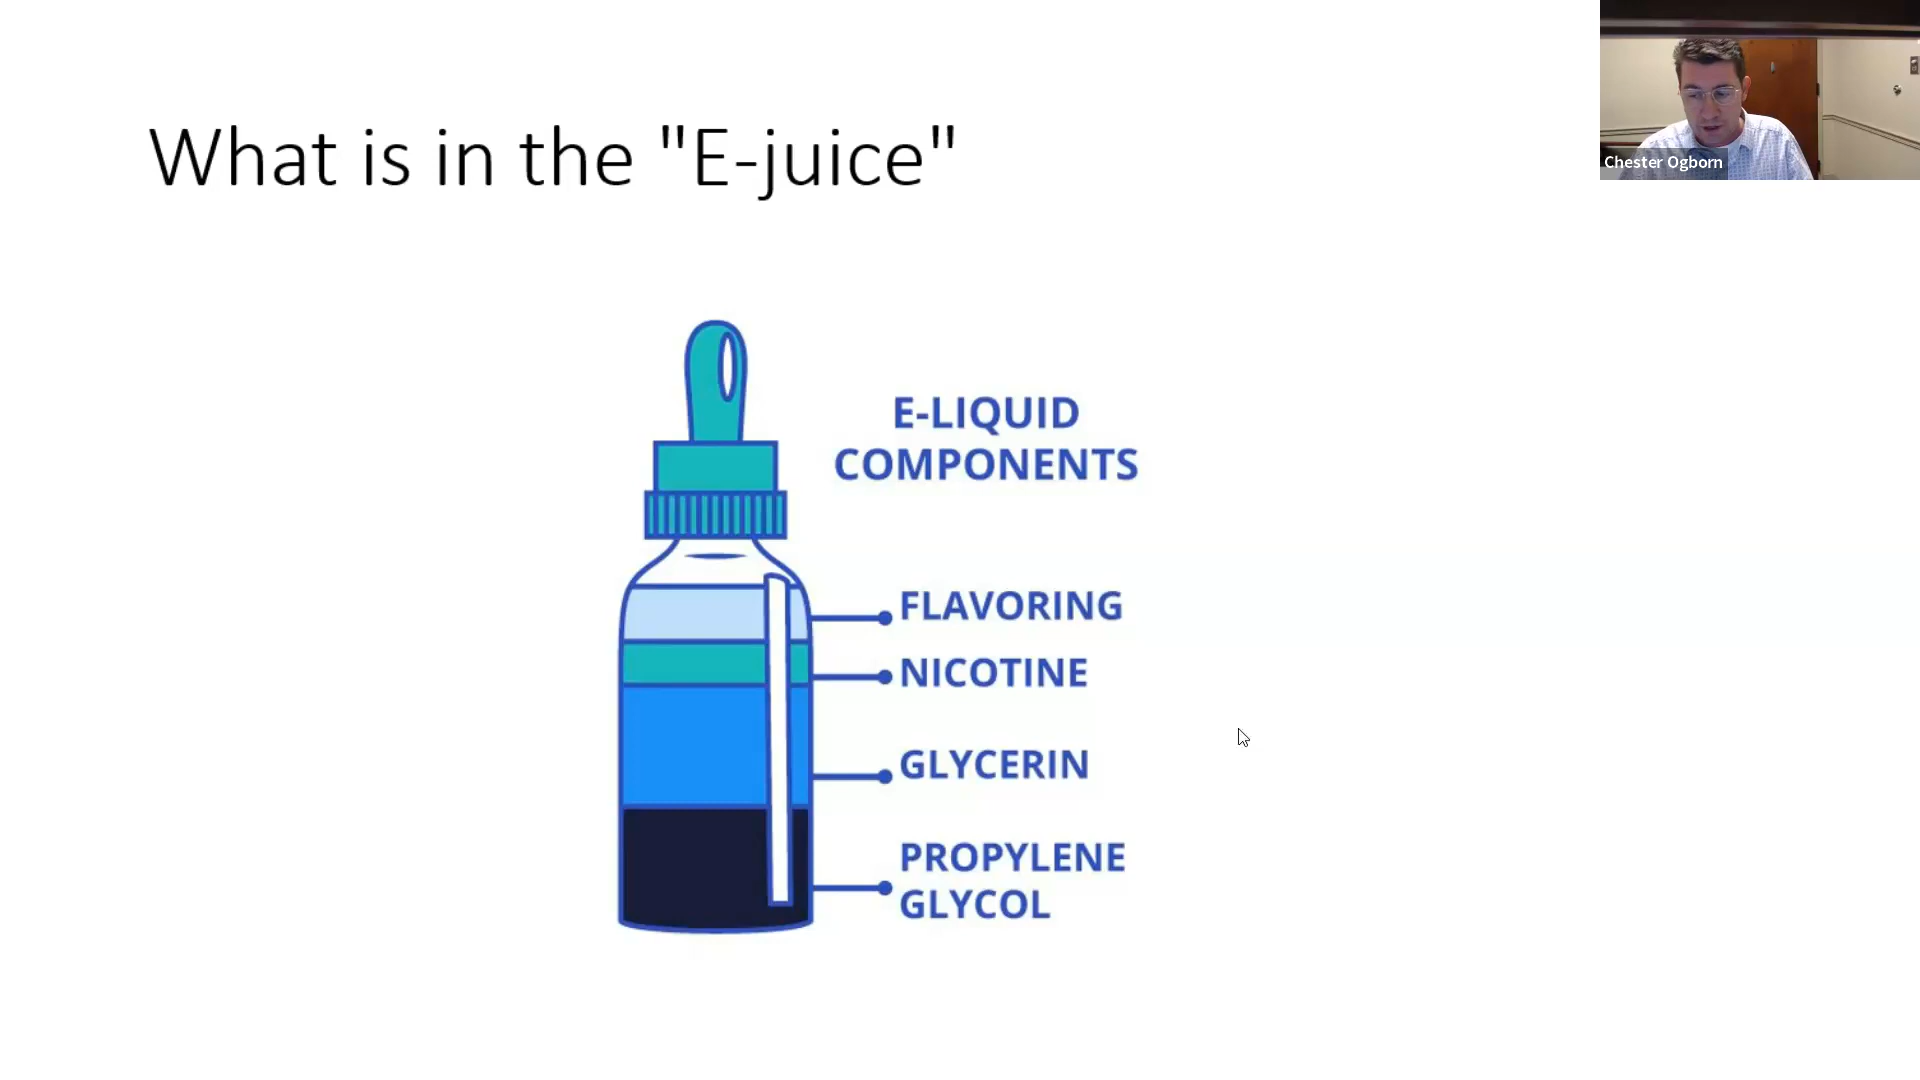 What is in the "E-juice"
Chester Ogborn
E-LIQUID
COMPONENTS
FLAVORING
NICOTINE
GLYCERIN
PROPYLENE
GLYCOL